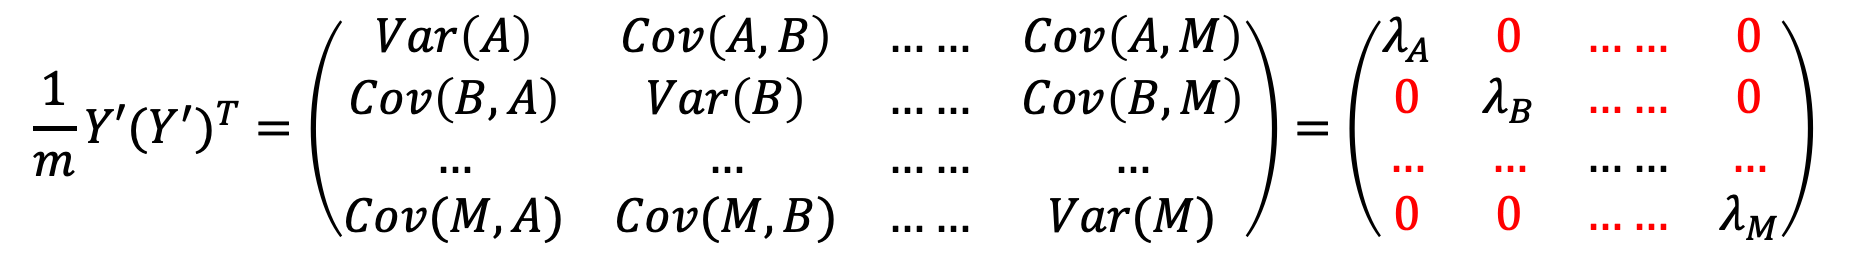 1/m Y′(Y′)^T = ( Var(A) Cov(A, B) ... ... Cov(A, M) ) = ( λ_A 0 ... ... 0 )
Cov(B, A) Var(B) ... ... Cov(B, M) 0 λ_B ... ... 0
... ... ... ... ... ... ... ... ... ...
Cov(M, A) Cov(M, B) ... ... Var(M) 0 0 ... ... λ_M